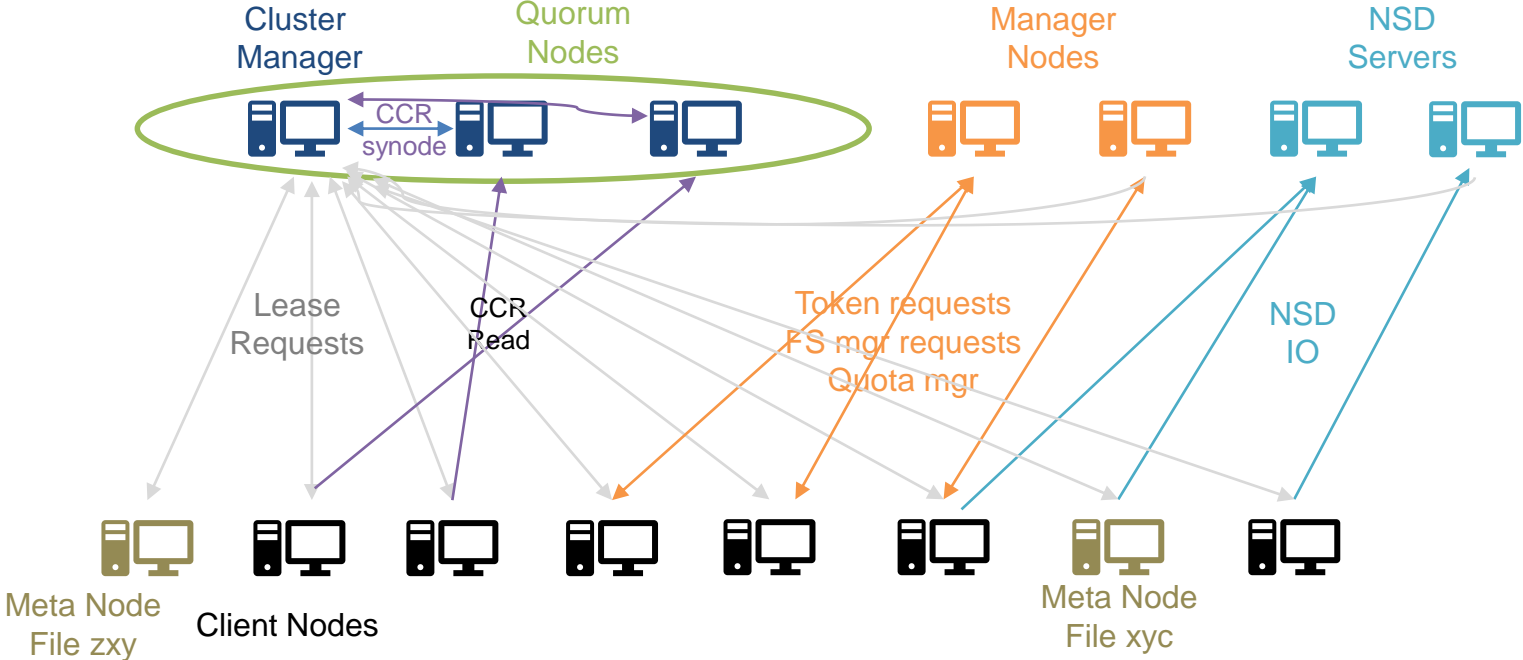 Cluster
Manager
Quorum
Nodes
Manager
Nodes
NSD
Servers
CCR
synode
Lease
Requests
CCR
Read
Token requests
FS mgr requests
Quota mgr
NSD
IO
Meta Node
File zxy
Client Nodes
Meta Node
File xyc